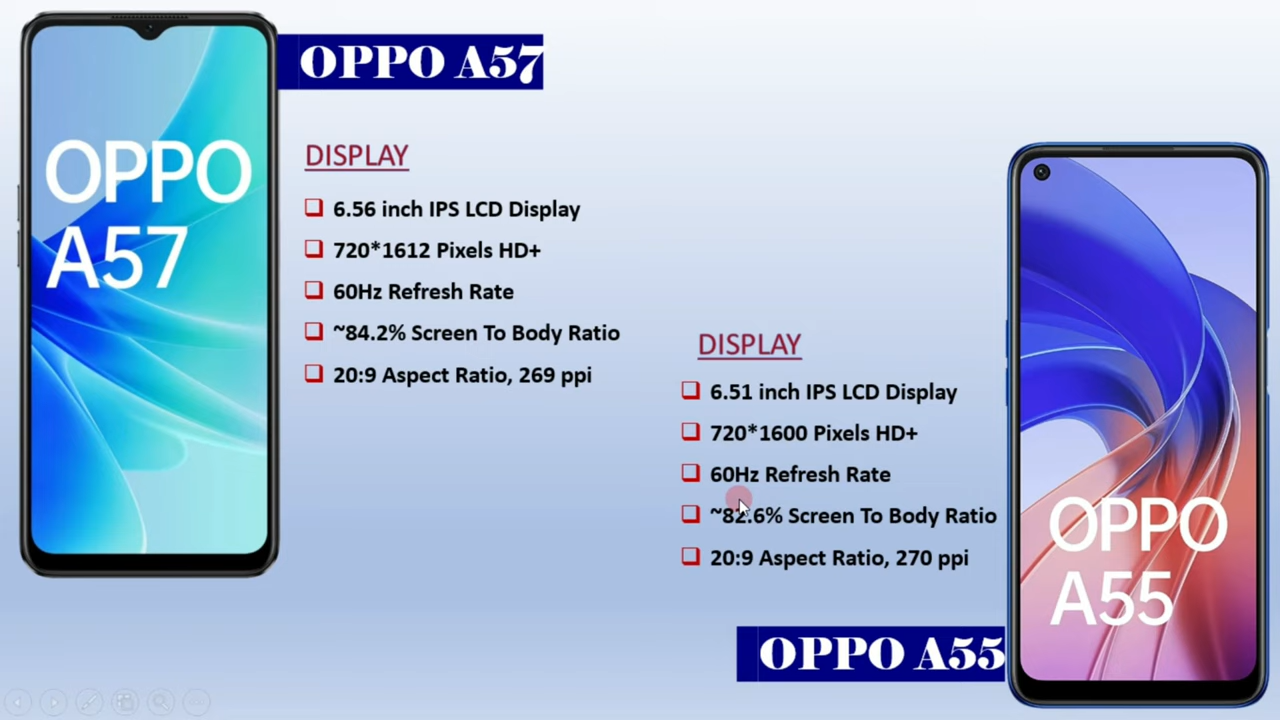 OPPO A57
OPPO
A57
DISPLAY
6.56 inch IPS LCD Display
720*1612 Pixels HD+
60Hz Refresh Rate
~84.2% Screen To Body Ratio
20:9 Aspect Ratio, 269 ppi
DISPLAY
6.51 inch IPS LCD Display
720*1600 Pixels HD+
60Hz Refresh Rate
~82.6% Screen To Body Ratio
20:9 Aspect Ratio, 270 ppi
OPPO
A55
OPPO A55